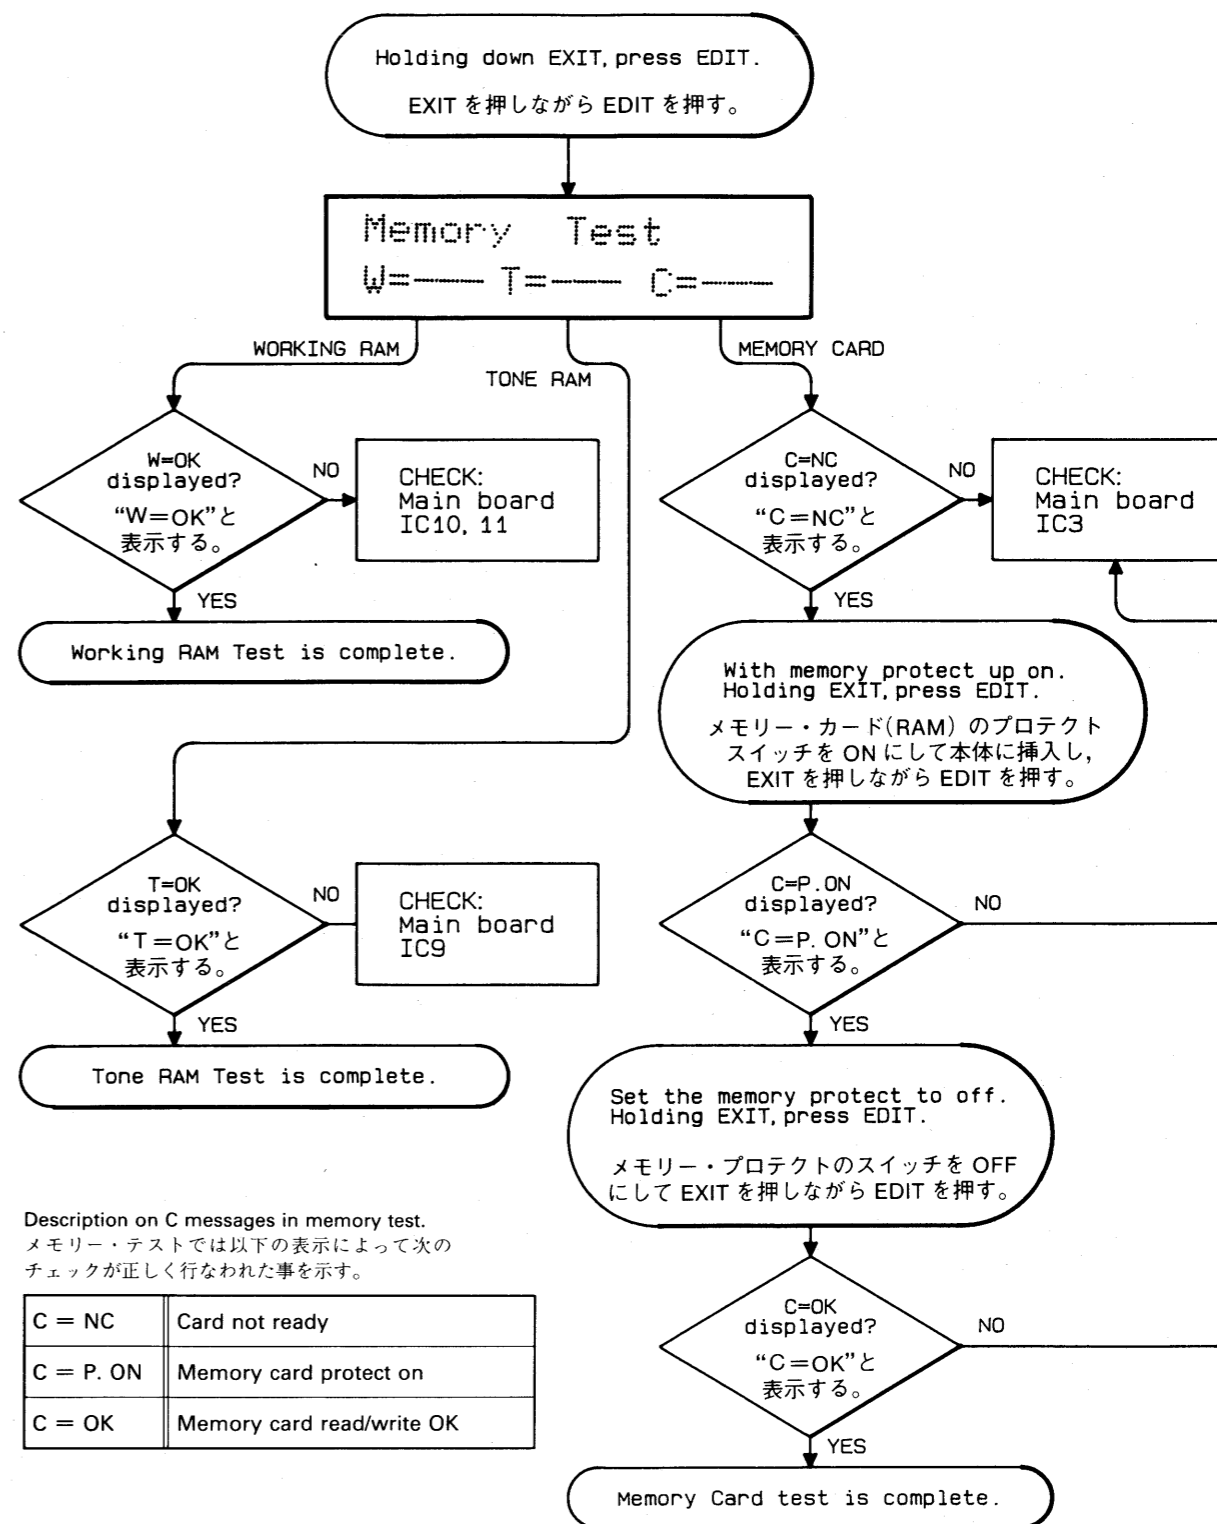 Holding down EXIT, press EDIT.
EXIT を押しながら EDIT を押す。
Memory Test
W=--- T=--- C=---
WORKING RAM
TONE RAM
MEMORY CARD
W=OK
displayed?
“W=OK”と
表示する。
NO
CHECK:
Main board
IC10, 11
YES
Working RAM Test is complete.
C=NC
displayed?
“C=NC”と
表示する。
NO
CHECK:
Main board
IC3
YES
With memory protect up on.
Holding EXIT, press EDIT.
メモリー・カード(RAM) のプロテクト
スイッチを ON にして本体に挿入し,
EXIT を押しながら EDIT を押す。
T=OK
displayed?
“T=OK”と
表示する。
NO
CHECK:
Main board
IC9
YES
Tone RAM Test is complete.
C=P.ON
displayed?
“C=P. ON”と
表示する。
NO
YES
Set the memory protect to off.
Holding EXIT, press EDIT.
メモリー・プロテクトのスイッチを OFF
にして EXIT を押しながら EDIT を押す。
C=OK
displayed?
“C=OK”と
表示する。
NO
YES
Memory Card test is complete.
Description on C messages in memory test.
メモリー・テストでは以下の表示によって次の
チェックが正しく行なわれた事を示す。
C = NC Card not ready
C = P. ON Memory card protect on
C = OK Memory card read/write OK